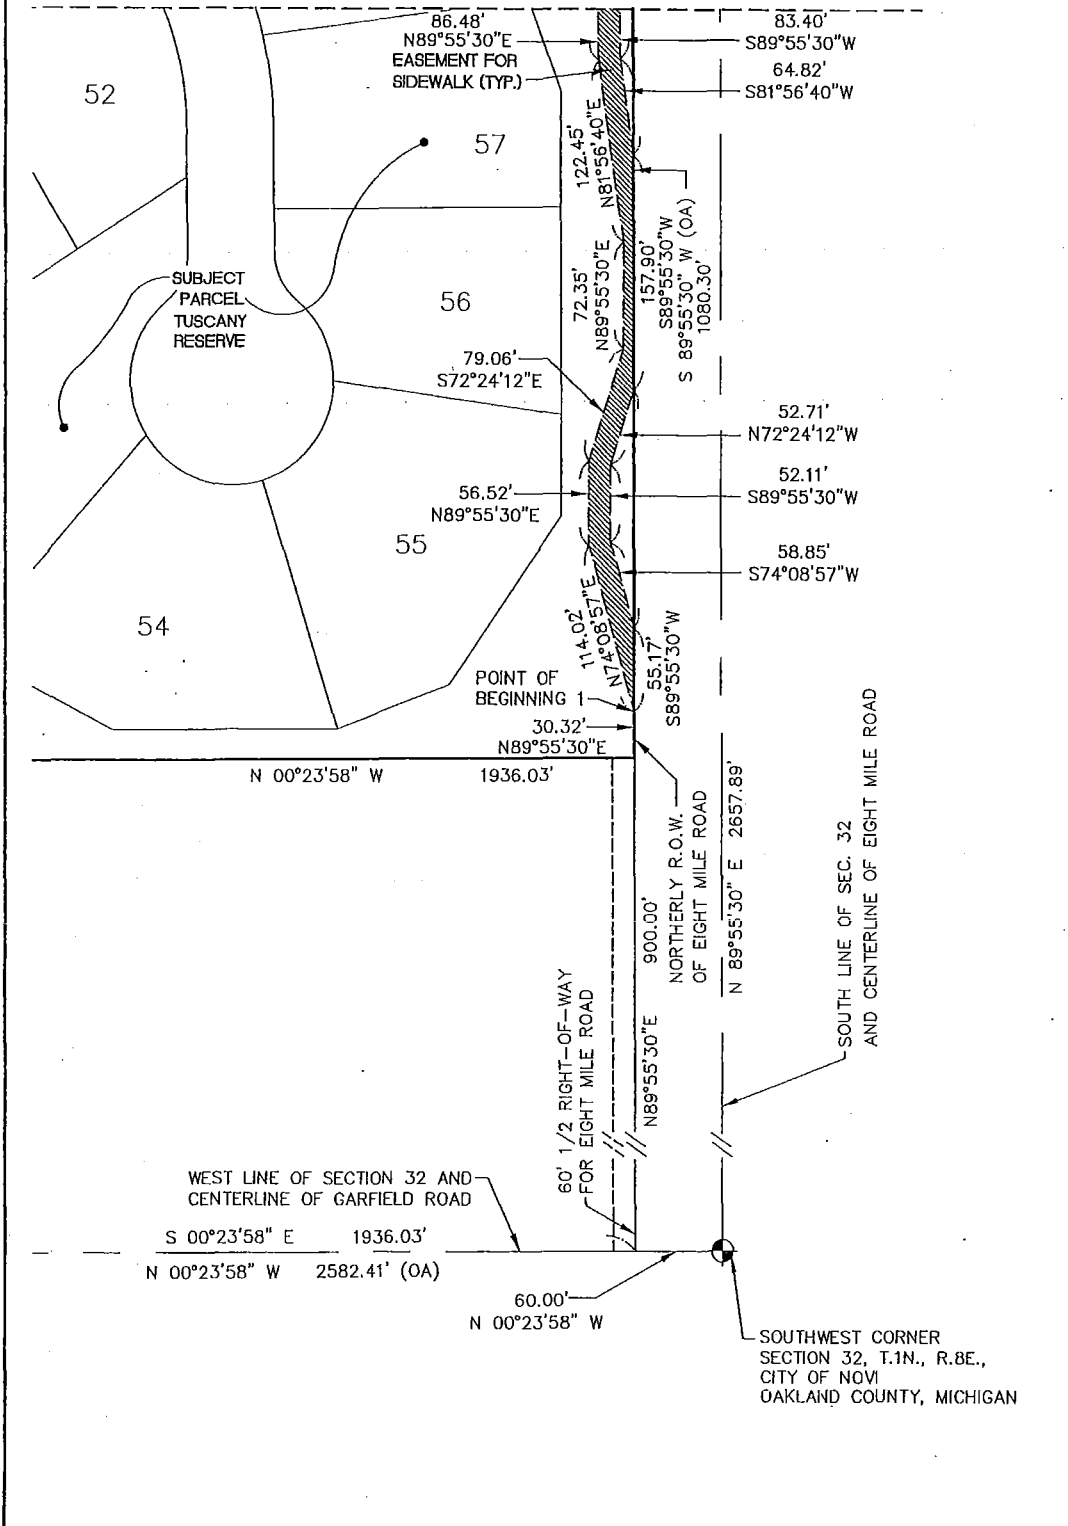 86.48'
N89°55'30"E
EASEMENT FOR
SIDEWALK (TYP.)
83.40'
S89°55'30"W
64.82'
S81°56'40"W
52
57
122.45'
N81°56'40"E
157.90'
S89°55'30"W
S 89°55'30" W (OA)
1080.30'
72.35'
N89°55'30"E
SUBJECT
PARCEL
TUSCANY
RESERVE
56
79.06'
S72°24'12"E
52.71'
N72°24'12"W
56.52'
N89°55'30"E
52.11'
S89°55'30"W
55
58.85'
S74°08'57"W
54
114.02'
N74°08'57"E
55.17'
S89°55'30"W
POINT OF
BEGINNING 1
30.32'
N89°55'30"E
N 00°23'58" W 1936.03'
NORTHERLY R.O.W.
OF EIGHT MILE ROAD
N 89°55'30" E 2657.89'
SOUTH LINE OF SEC. 32
AND CENTERLINE OF EIGHT MILE ROAD
N89°55'30"E 900.00'
60' 1/2 RIGHT-OF-WAY
FOR EIGHT MILE ROAD
WEST LINE OF SECTION 32 AND
CENTERLINE OF GARFIELD ROAD
S 00°23'58" E 1936.03'
N 00°23'58" W 2582.41' (OA)
60.00'
N 00°23'58" W
SOUTHWEST CORNER
SECTION 32, T.1N., R.8E.,
CITY OF NOVI
OAKLAND COUNTY, MICHIGAN